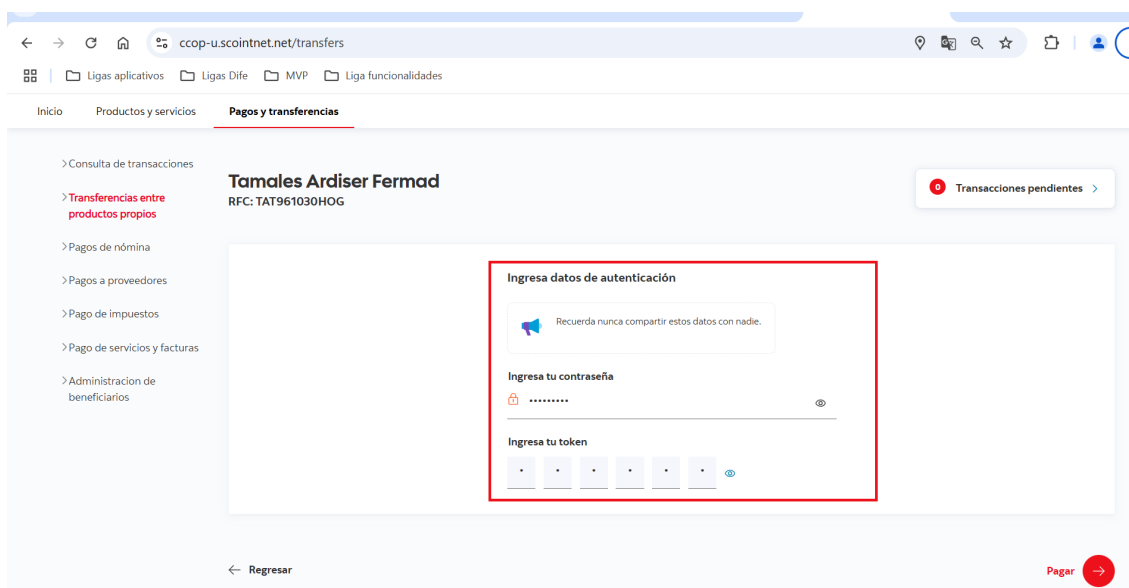 ccop-u.scointnet.net/transfers
Ligas aplicativos Ligas Dife MVP Liga funcionalidades
Inicio Productos y servicios Pagos y transferencias
>Consulta de transacciones
>Transferencias entre
productos propios
>Pagos de nómina
>Pagos a proveedores
>Pago de impuestos
>Pago de servicios y facturas
>Administracion de
beneficiarios
Tamales Ardiser Fermad
RFC: TAT961030HOG
0 Transacciones pendientes >
Ingresa datos de autenticación
Recuerda nunca compartir estos datos con nadie.
Ingresa tu contraseña
•••••••••
Ingresa tu token
• • • • • •
← Regresar
Pagar →